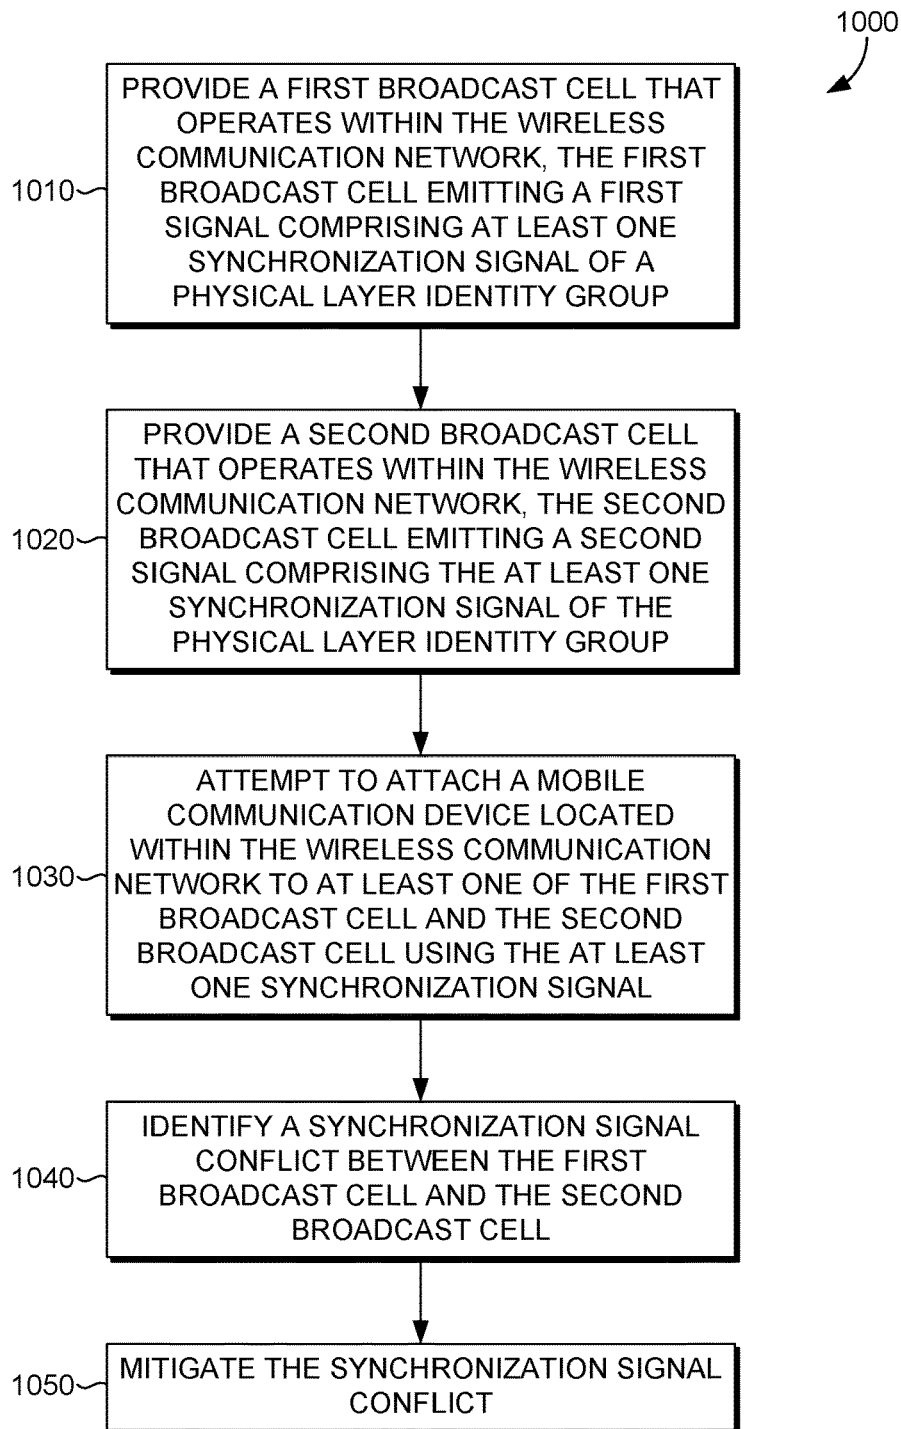 1000
PROVIDE A FIRST BROADCAST CELL THAT
OPERATES WITHIN THE WIRELESS
COMMUNICATION NETWORK, THE FIRST
1010
BROADCAST CELL EMITTING A FIRST
SIGNAL COMPRISING AT LEAST ONE
SYNCHRONIZATION SIGNAL OF A
PHYSICAL LAYER IDENTITY GROUP
PROVIDE A SECOND BROADCAST CELL
THAT OPERATES WITHIN THE WIRELESS
COMMUNICATION NETWORK, THE SECOND
1020
BROADCAST CELL EMITTING A SECOND
SIGNAL COMPRISING THE AT LEAST ONE
SYNCHRONIZATION SIGNAL OF THE
PHYSICAL LAYER IDENTITY GROUP
ATTEMPT TO ATTACH A MOBILE
COMMUNICATION DEVICE LOCATED
WITHIN THE WIRELESS COMMUNICATION
1030
NETWORK TO AT LEAST ONE OF THE FIRST
BROADCAST CELL AND THE SECOND
BROADCAST CELL USING THE AT LEAST
ONE SYNCHRONIZATION SIGNAL
IDENTIFY A SYNCHRONIZATION SIGNAL
CONFLICT BETWEEN THE FIRST
1040
BROADCAST CELL AND THE SECOND
BROADCAST CELL
1050
MITIGATE THE SYNCHRONIZATION SIGNAL
CONFLICT